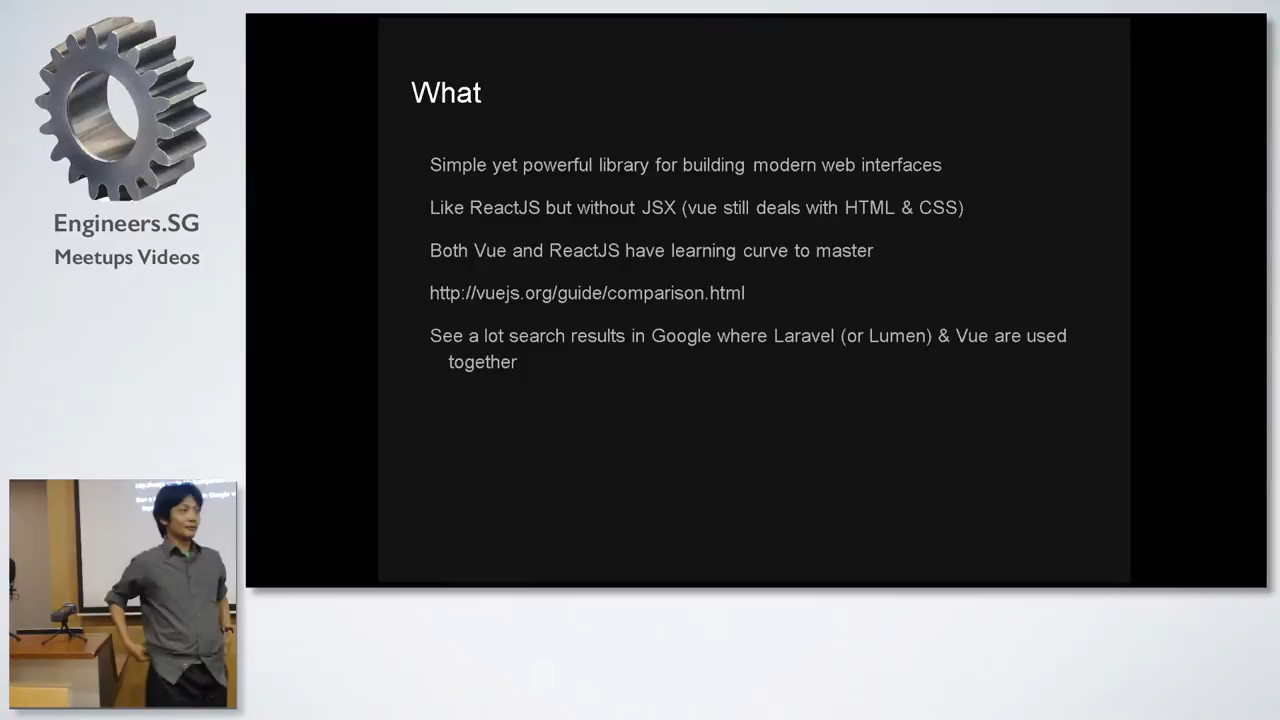 Engineers.SG
Meetups Videos
What
Simple yet powerful library for building modern web interfaces
Like ReactJS but without JSX (vue still deals with HTML & CSS)
Both Vue and ReactJS have learning curve to master
http://vuejs.org/guide/comparison.html
See a lot search results in Google where Laravel (or Lumen) & Vue are used
together